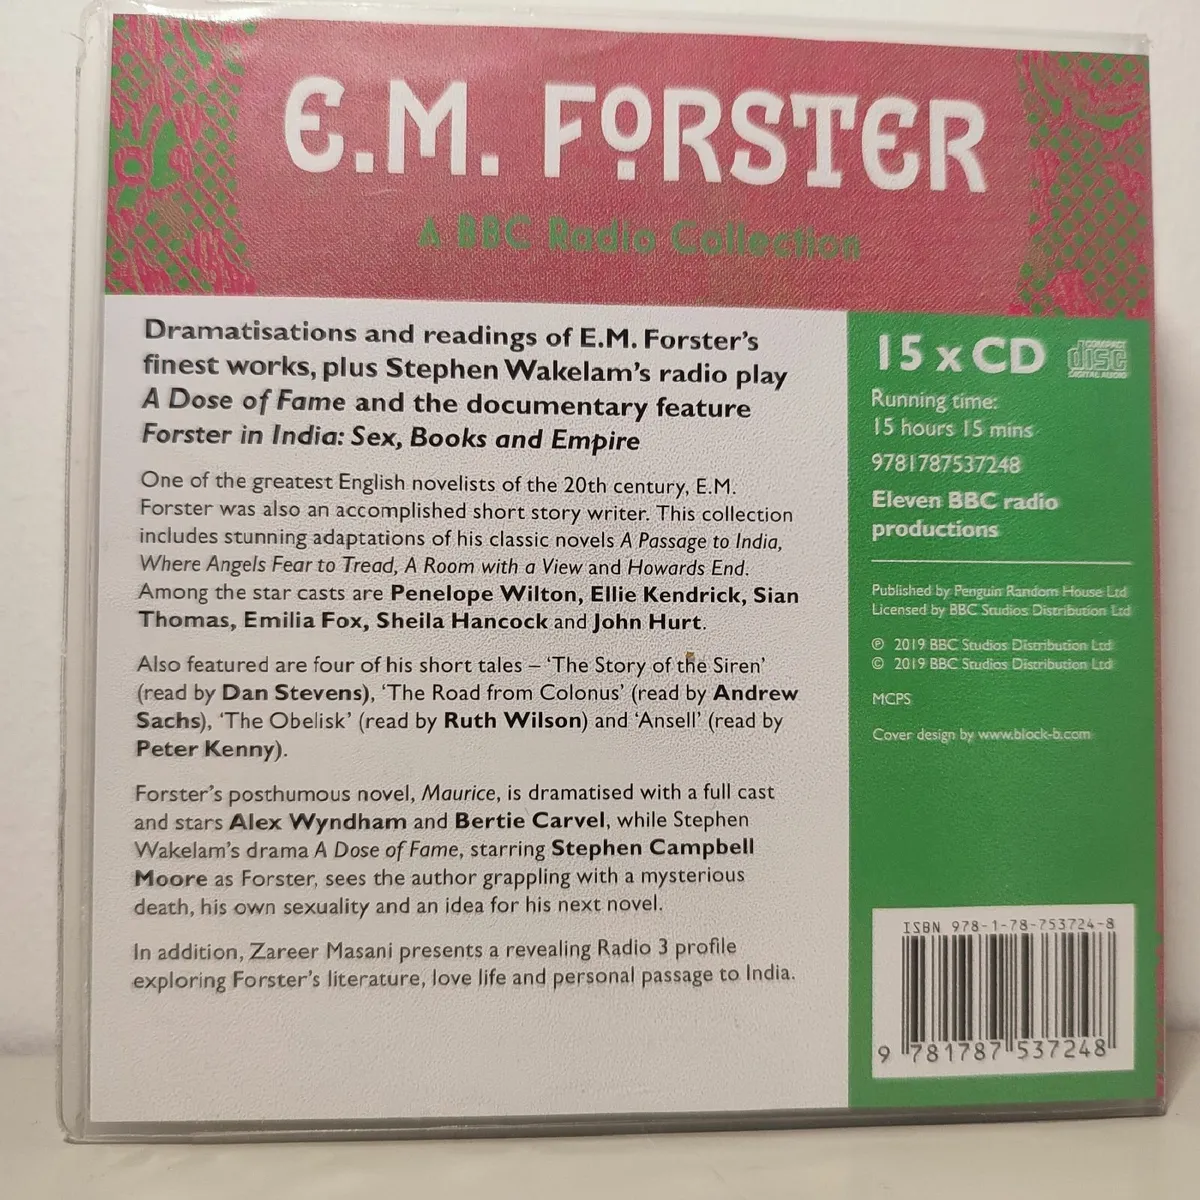 E.M. FORSTER
A BBC Radio Collection
Dramatisations and readings of E.M. Forster's
finest works, plus Stephen Wakelam's radio play
A Dose of Fame and the documentary feature
Forster in India: Sex, Books and Empire
One of the greatest English novelists of the 20th century, E.M.
Forster was also an accomplished short story writer. This collection
includes stunning adaptations of his classic novels A Passage to India,
Where Angels Fear to Tread, A Room with a View and Howards End.
Among the star casts are Penelope Wilton, Ellie Kendrick, Sian
Thomas, Emilia Fox, Sheila Hancock and John Hurt.
Also featured are four of his short tales – 'The Story of the Siren'
(read by Dan Stevens), 'The Road from Colonus' (read by Andrew
Sachs), 'The Obelisk' (read by Ruth Wilson) and 'Ansell' (read by
Peter Kenny).
Forster's posthumous novel, Maurice, is dramatised with a full cast
and stars Alex Wyndham and Bertie Carvel, while Stephen
Wakelam's drama A Dose of Fame, starring Stephen Campbell
Moore as Forster, sees the author grappling with a mysterious
death, his own sexuality and an idea for his next novel.
In addition, Zareer Masani presents a revealing Radio 3 profile
exploring Forster's literature, love life and personal passage to India.
15 x CD
COMPACT
disc
DIGITAL AUDIO
Running time:
15 hours 15 mins
9781787537248
Eleven BBC radio
productions
Published by Penguin Random House Ltd
Licensed by BBC Studios Distribution Ltd
℗ 2019 BBC Studios Distribution Ltd
© 2019 BBC Studios Distribution Ltd
MCPS
Cover design by www.block-b.com
ISBN 978-1-78-753724-8
9 781787 537248